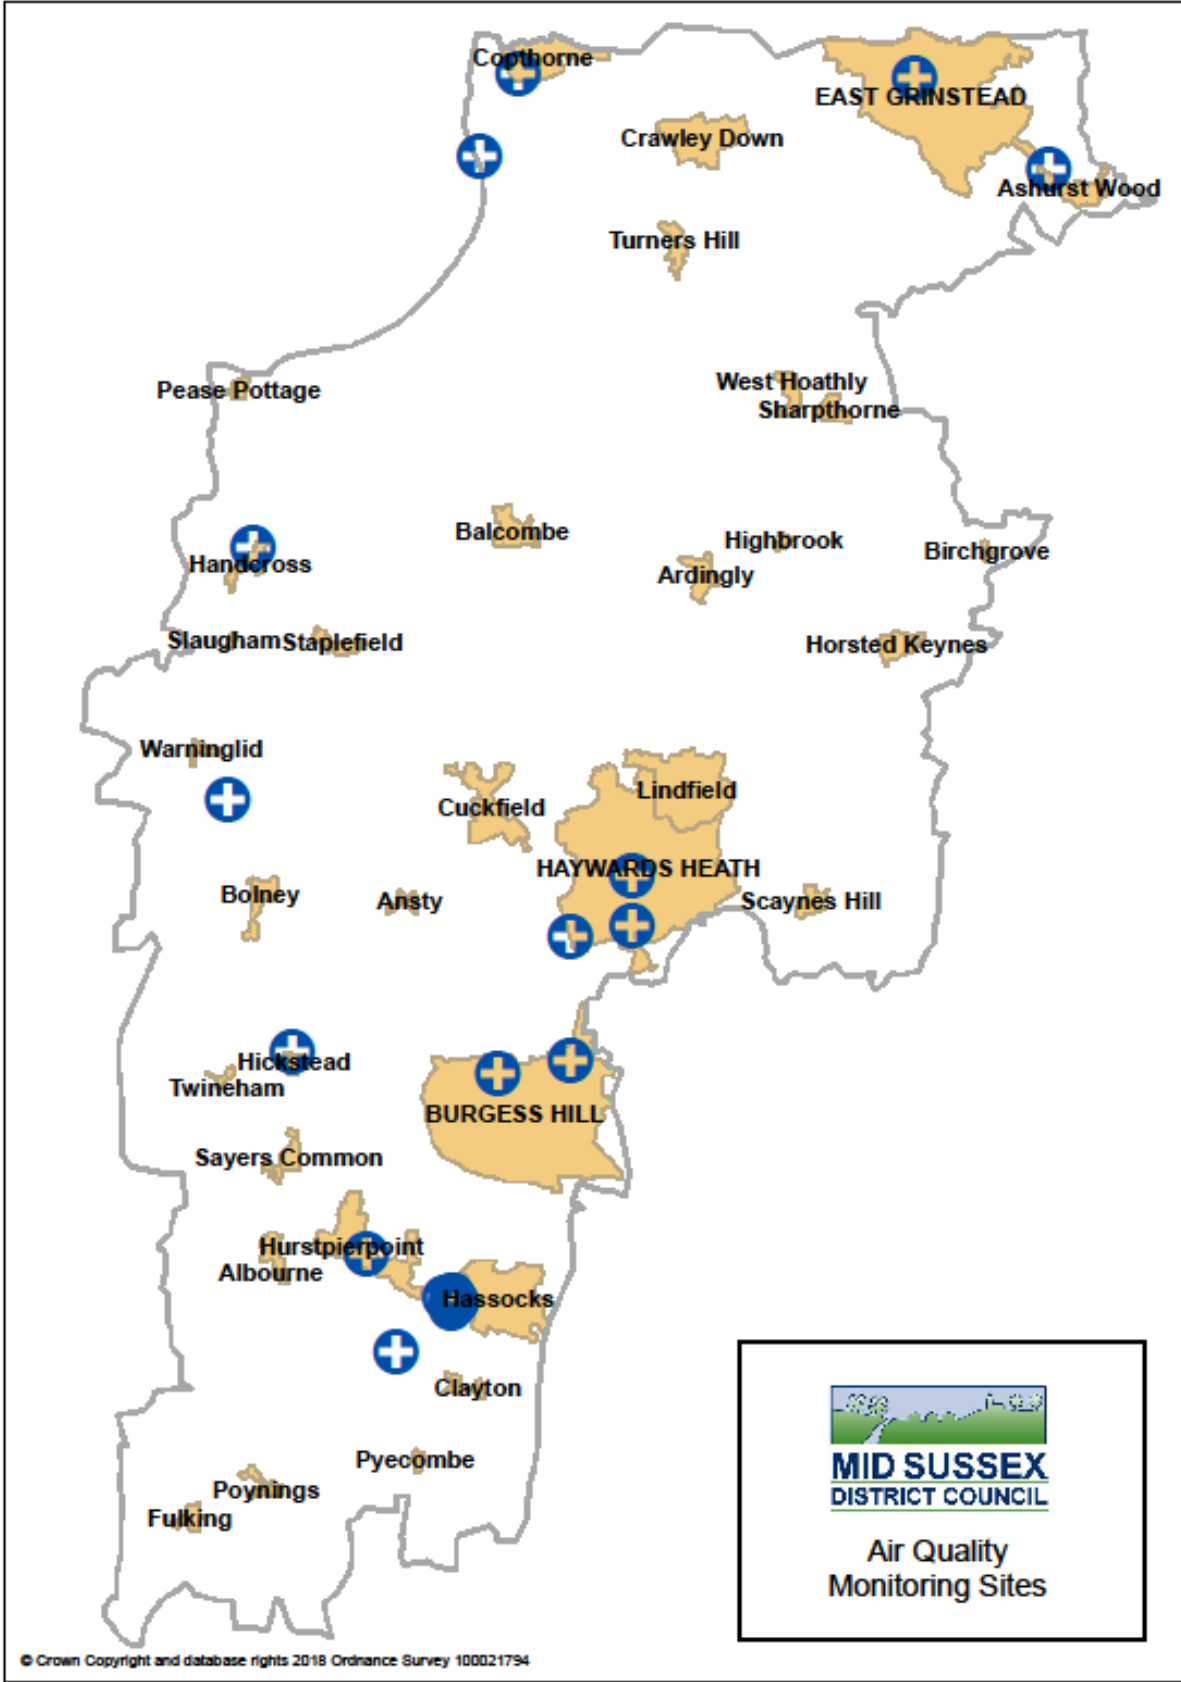 Copthorne
EAST GRINSTEAD
Crawley Down
Ashurst Wood
Turners Hill
Pease Pottage
West Hoathly
Sharpthorne
Balcombe
Highbrook
Birchgrove
Handcross
Ardingly
Slaugham
Staplefield
Horsted Keynes
Warninglid
Lindfield
Cuckfield
HAYWARDS HEATH
Bolney
Ansty
Scaynes Hill
Hickstead
Twineham
BURGESS HILL
Sayers Common
Hurstpierpoint
Albourne
Hassocks
Clayton
Pyecombe
Poynings
Fulking
MID SUSSEX
DISTRICT COUNCIL
Air Quality
Monitoring Sites
© Crown Copyright and database rights 2018 Ordnance Survey 100021794